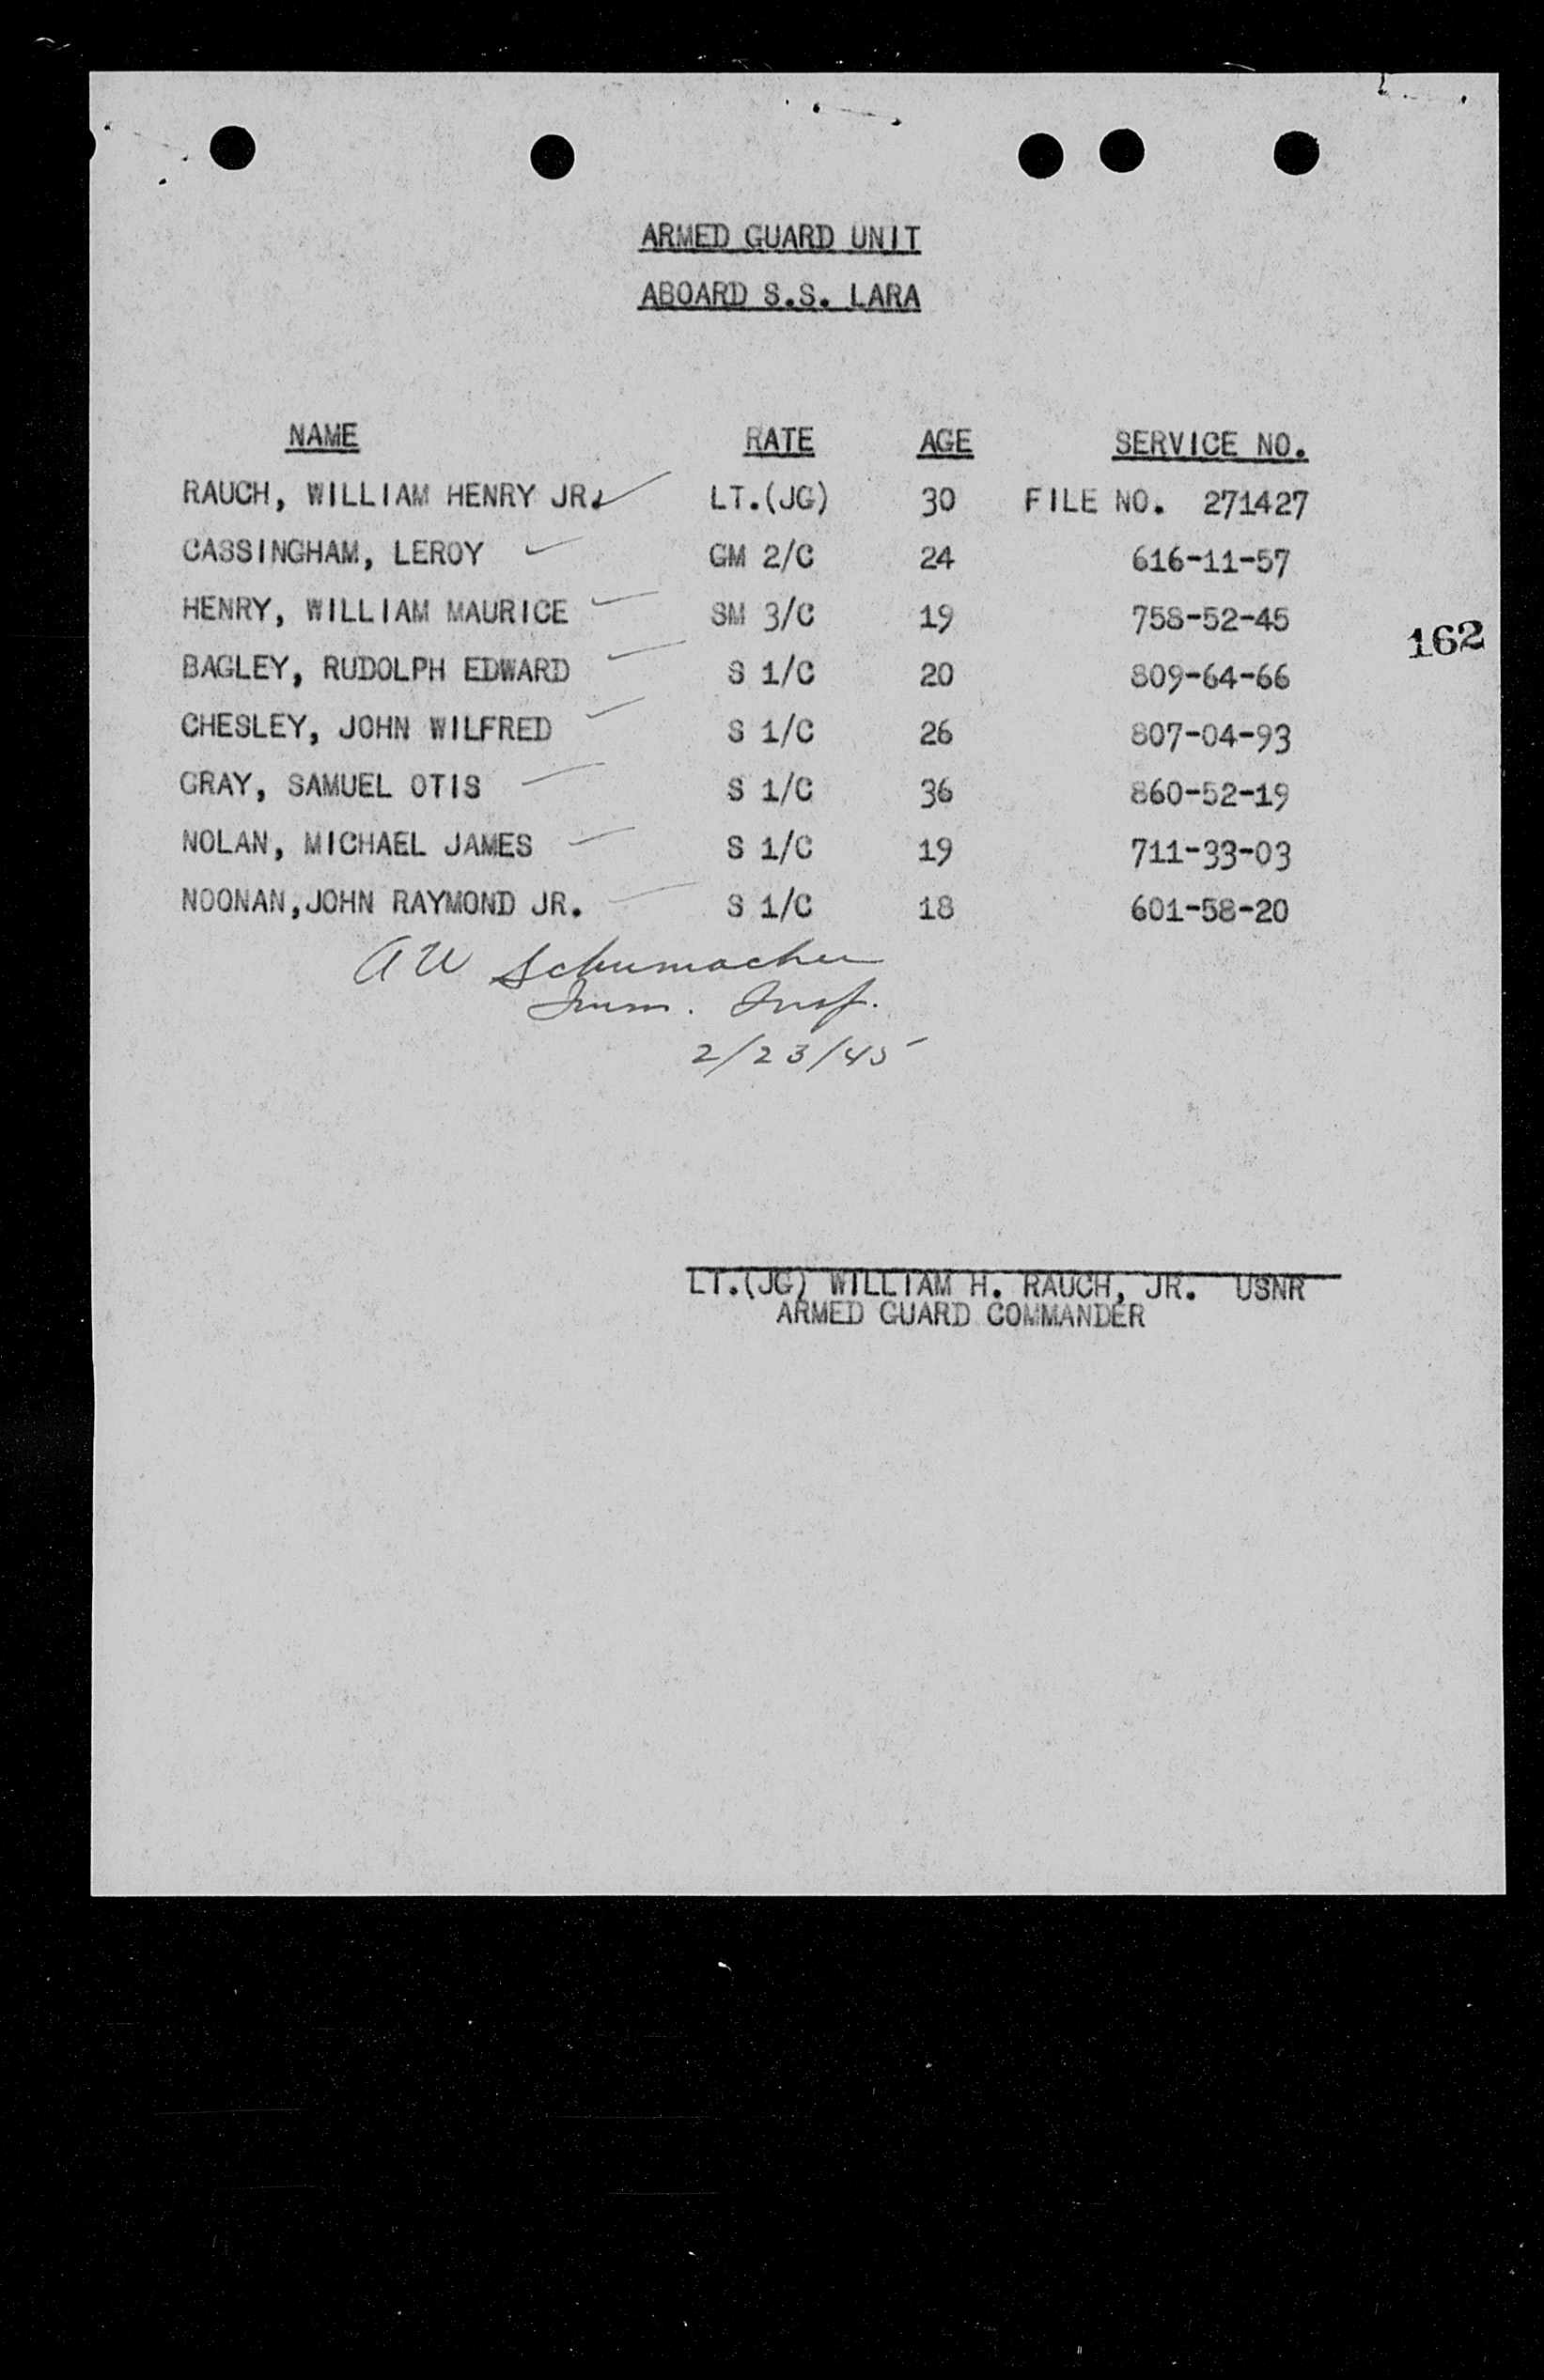 ARMED GUARD UNIT
ABOARD S.S. LARA
NAME RATE AGE SERVICE NO.
RAUCH, WILLIAM HENRY JR. LT.(JG) 30 FILE NO. 271427
CASSINGHAM, LEROY GM 2/C 24 616-11-57
HENRY, WILLIAM MAURICE SM 3/C 19 758-52-45
162
BAGLEY, RUDOLPH EDWARD S 1/C 20 809-64-66
CHESLEY, JOHN WILFRED S 1/C 26 807-04-93
GRAY, SAMUEL OTIS S 1/C 36 860-52-19
NOLAN, MICHAEL JAMES S 1/C 19 711-33-03
NOONAN,JOHN RAYMOND JR. S 1/C 18 601-58-20
A W Schumacher
Imm. Insp.
2/23/45
LT.(JG) WILLIAM H. RAUCH, JR. USNR
ARMED GUARD COMMANDER